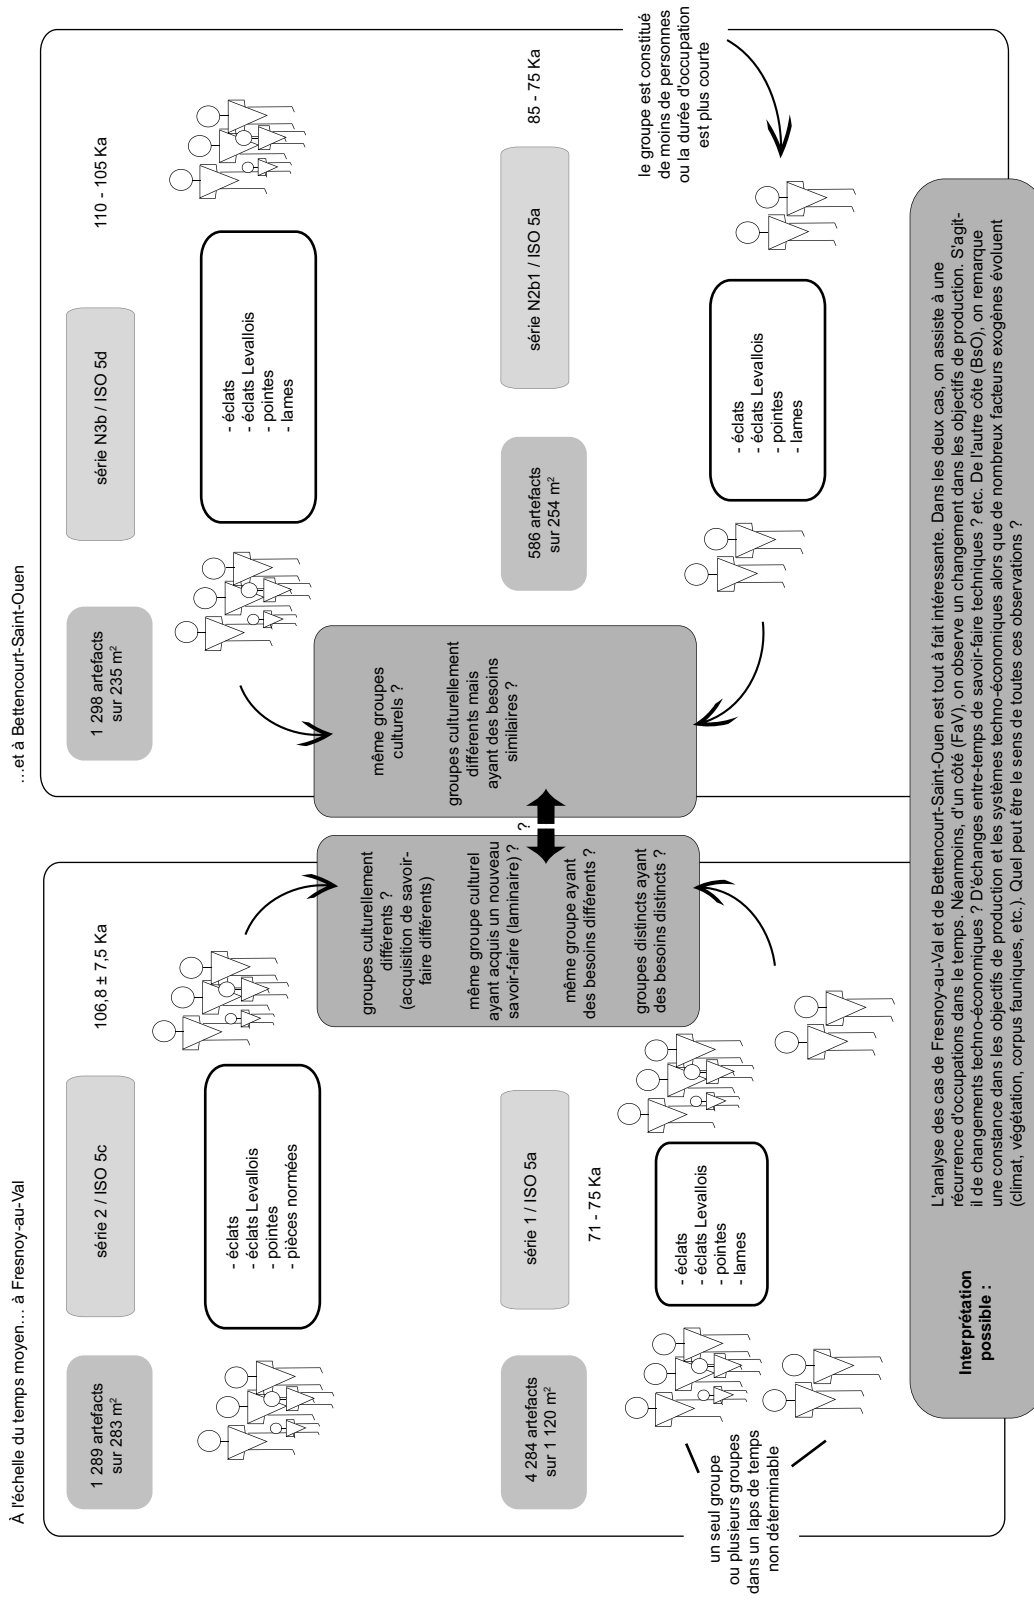 À l'échelle du temps moyen… à Fresnoy-au-Val
1 289 artefacts
sur 283 m²
série 2 / ISO 5c
106,8 ± 7,5 Ka
- éclats
- éclats Levallois
- pointes
- pièces normées
4 284 artefacts
sur 1 120 m²
série 1 / ISO 5a
71 - 75 Ka
- éclats
- éclats Levallois
- pointes
- lames
un seul groupe
ou plusieurs groupes
dans un laps de temps
non déterminable
groupes culturellement
différents ?
(acquisition de savoir-
faire différents)
même groupe culturel
ayant acquis un nouveau
savoir-faire (laminaire) ?
même groupe ayant
des besoins différents ?
groupes distincts ayant
des besoins distincts ?
?
…et à Bettencourt-Saint-Ouen
1 298 artefacts
sur 235 m²
série N3b / ISO 5d
110 - 105 Ka
- éclats
- éclats Levallois
- pointes
- lames
même groupes
culturels ?
groupes culturellement
différents mais
ayant des besoins
similaires ?
586 artefacts
sur 254 m²
série N2b1 / ISO 5a
85 - 75 Ka
- éclats
- éclats Levallois
- pointes
- lames
le groupe est constitué
de moins de personnes
ou la durée d'occupation
est plus courte
Interprétation
possible :
L'analyse des cas de Fresnoy-au-Val et de Bettencourt-Saint-Ouen est tout à fait intéressante. Dans les deux cas, on assiste à une
récurrence d'occupations dans le temps. Néanmoins, d'un côté (FaV), on observe un changement dans les objectifs de production. S'agit-
il de changements techno-économiques ? D'échanges entre-temps de savoir-faire techniques ? etc. De l'autre côte (BsO), on remarque
une constance dans les objectifs de production et les systèmes techno-économiques alors que de nombreux facteurs exogènes évoluent
(climat, végétation, corpus fauniques, etc.). Quel peut être le sens de toutes ces observations ?